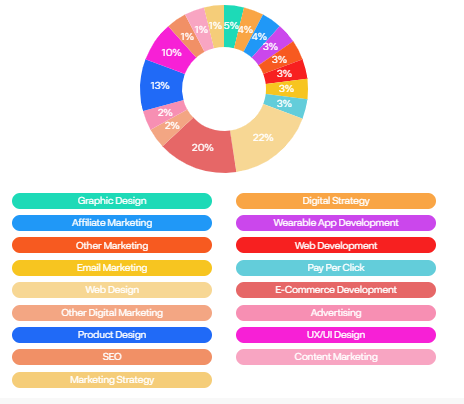 5%
4%
4%
3%
3%
3%
3%
3%
22%
20%
2%
2%
13%
10%
1%
1%
1%
Graphic Design
Digital Strategy
Affiliate Marketing
Wearable App Development
Other Marketing
Web Development
Email Marketing
Pay Per Click
Web Design
E-Commerce Development
Other Digital Marketing
Advertising
Product Design
UX/UI Design
SEO
Content Marketing
Marketing Strategy